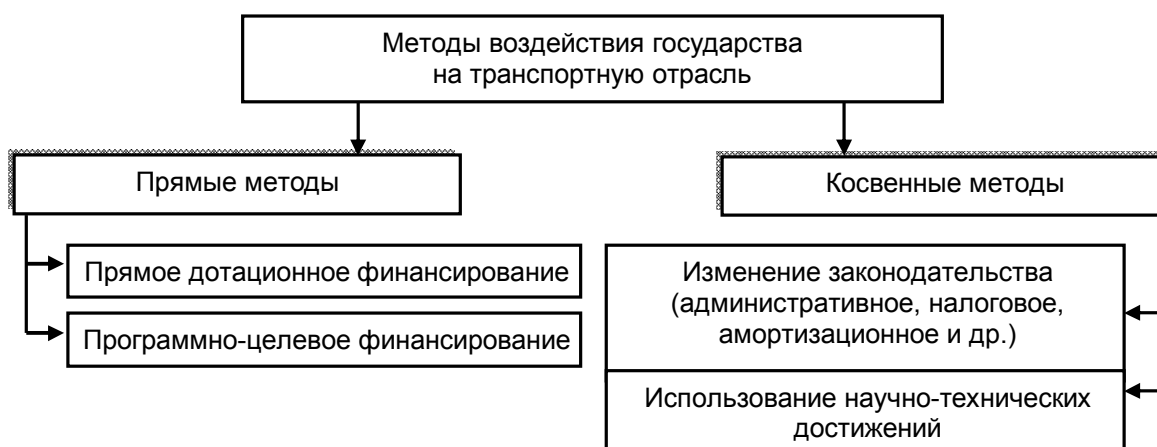 Методы воздействия государства
на транспортную отрасль
Прямые методы
Косвенные методы
Прямое дотационное финансирование
Программно-целевое финансирование
Изменение законодательства
(административное, налоговое,
амортизационное и др.)
Использование научно-технических
достижений